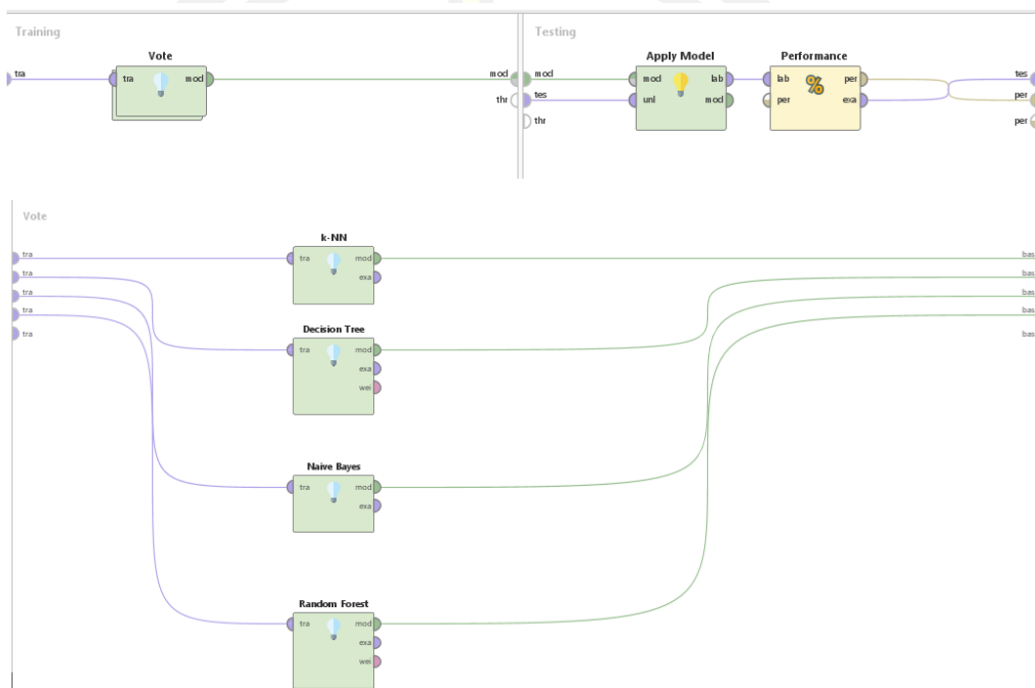 Training
Testing
Vote
Apply Model
Performance
tra
tra
mod
mod
mod
mod
lab
lab
per
tes
thr
tes
unl
mod
per
exa
per
thr
per
Vote
k-NN
tra
tra
mod
bas
tra
exa
bas
tra
bas
tra
bas
Decision Tree
tra
bas
tra
mod
exa
wei
Naive Bayes
tra
mod
exa
Random Forest
tra
mod
exa
wei